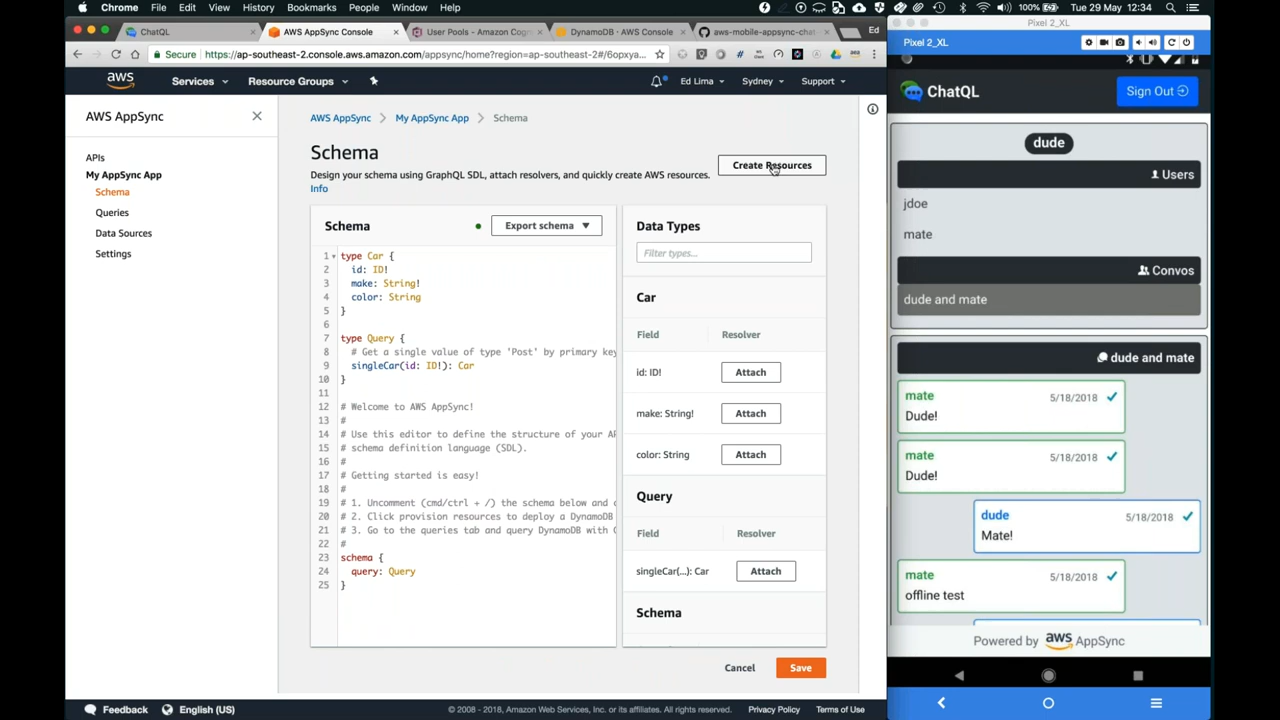 Chrome File Edit View History Bookmarks People Window Help 100% Tue 29 May 12:34
ChatQL
AWS AppSync Console
User Pools - Amazon Cogn
DynamoDB · AWS Console
aws-mobile-appsync-chat-
Ed
Secure https://ap-southeast-2.console.aws.amazon.com/appsync/home?region=ap-southeast-2#/6opxya...
aws Services Resource Groups Ed Lima Sydney Support
AWS AppSync
APIs
My AppSync App
Schema
Queries
Data Sources
Settings
AWS AppSync > My AppSync App > Schema
Schema
Design your schema using GraphQL SDL, attach resolvers, and quickly create AWS resources.
Info
Create Resources
Schema
Export schema
1 type Car {
2 id: ID!
3 make: String!
4 color: String
5 }
6
7 type Query {
8 # Get a single value of type 'Post' by primary key
9 singleCar(id: ID!): Car
10 }
11
12 # Welcome to AWS AppSync!
13 #
14 # Use this editor to define the structure of your AP
15 # schema definition language (SDL).
16 #
17 # Getting started is easy!
18 #
19 # 1. Uncomment (cmd/ctrl + /) the schema below and c
20 # 2. Click provision resources to deploy a DynamoDB
21 # 3. Go to the queries tab and query DynamoDB with G
22 #
23 schema {
24 query: Query
25 }
Data Types
Filter types...
Car
Field Resolver
id: ID! Attach
make: String! Attach
color: String Attach
Query
Field Resolver
singleCar(...): Car Attach
Schema
Cancel Save
Feedback English (US) © 2008 - 2018, Amazon Web Services, Inc. or its affiliates. All rights reserved. Privacy Policy Terms of Use
Pixel 2_XL
Pixel 2_XL
ChatQL Sign Out
dude
Users
jdoe
mate
Convos
dude and mate
dude and mate
mate 5/18/2018
Dude!
mate 5/18/2018
Dude!
dude 5/18/2018
Mate!
mate 5/18/2018
offline test
Powered by aws AppSync